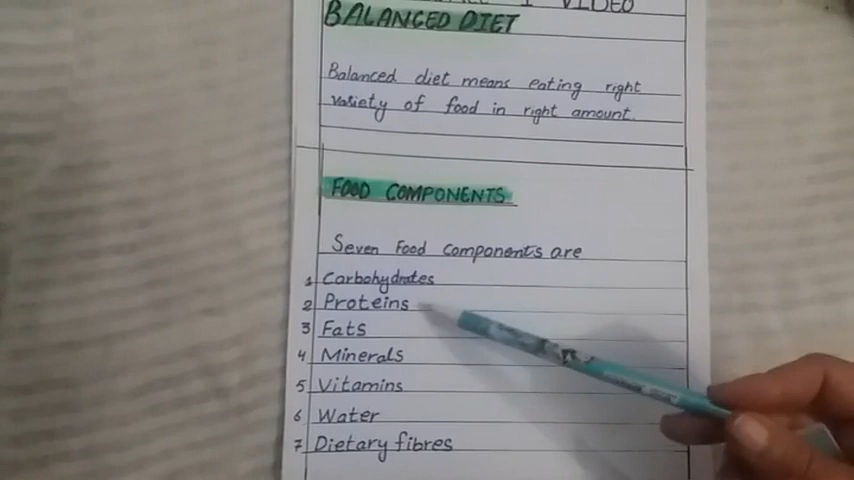 VIDEO
BALANCED DIET
Balanced diet means eating right
variety of food in right amount.
FOOD COMPONENTS
Seven Food Components are
1 Carbohydrates
2 Proteins
3 Fats
4 Minerals
5 Vitamins
6 Water
7 Dietary fibres